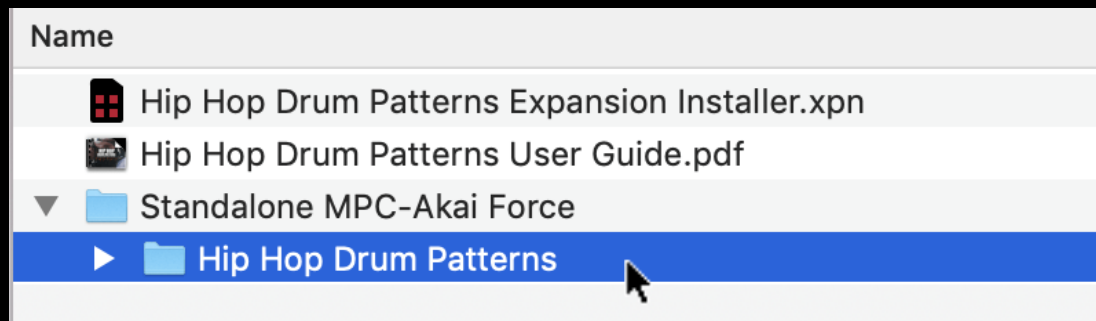 Name
Hip Hop Drum Patterns Expansion Installer.xpn
Hip Hop Drum Patterns User Guide.pdf
Standalone MPC-Akai Force
Hip Hop Drum Patterns